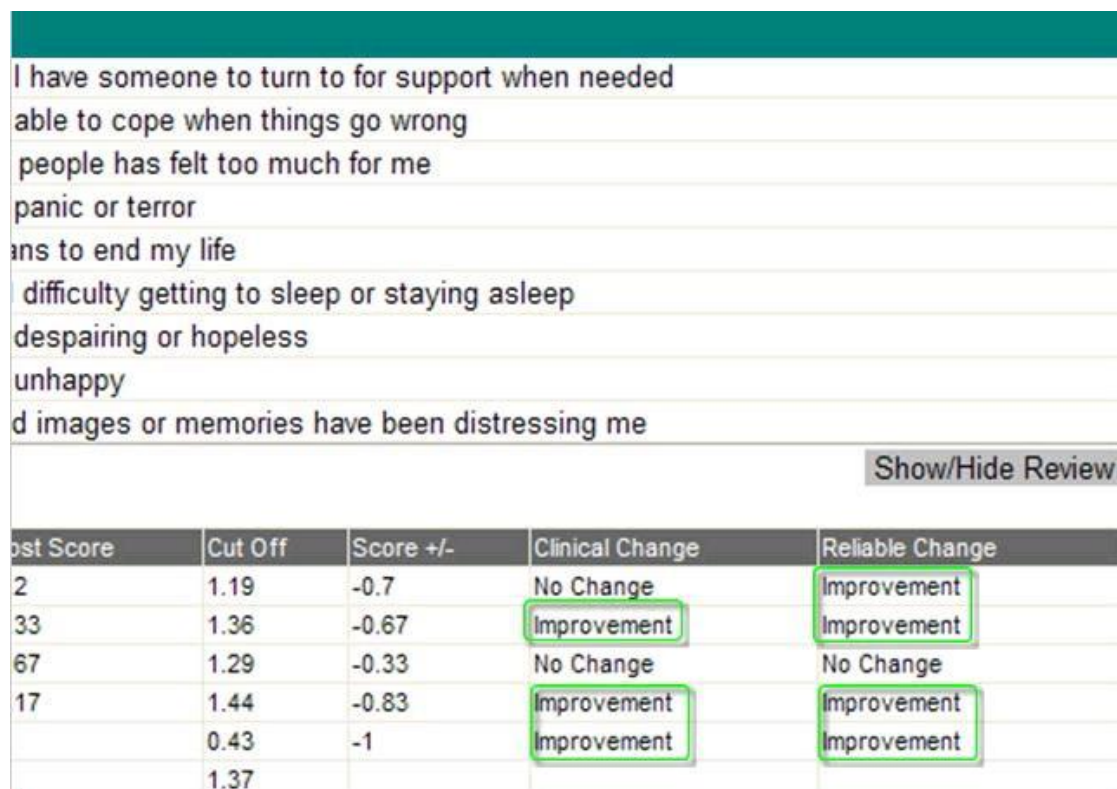 I have someone to turn to for support when needed
able to cope when things go wrong
people has felt too much for me
panic or terror
to end my life
difficulty getting to sleep or staying asleep
despairing or hopeless
unhappy
images or memories have been distressing me
Show/Hide Review
Score Cut Off Score +/- Clinical Change Reliable Change
2 1.19 -0.7 No Change Improvement
33 1.36 -0.67 Improvement Improvement
67 1.29 -0.33 No Change No Change
17 1.44 -0.83 Improvement Improvement
0.43 -1 Improvement Improvement
1.37